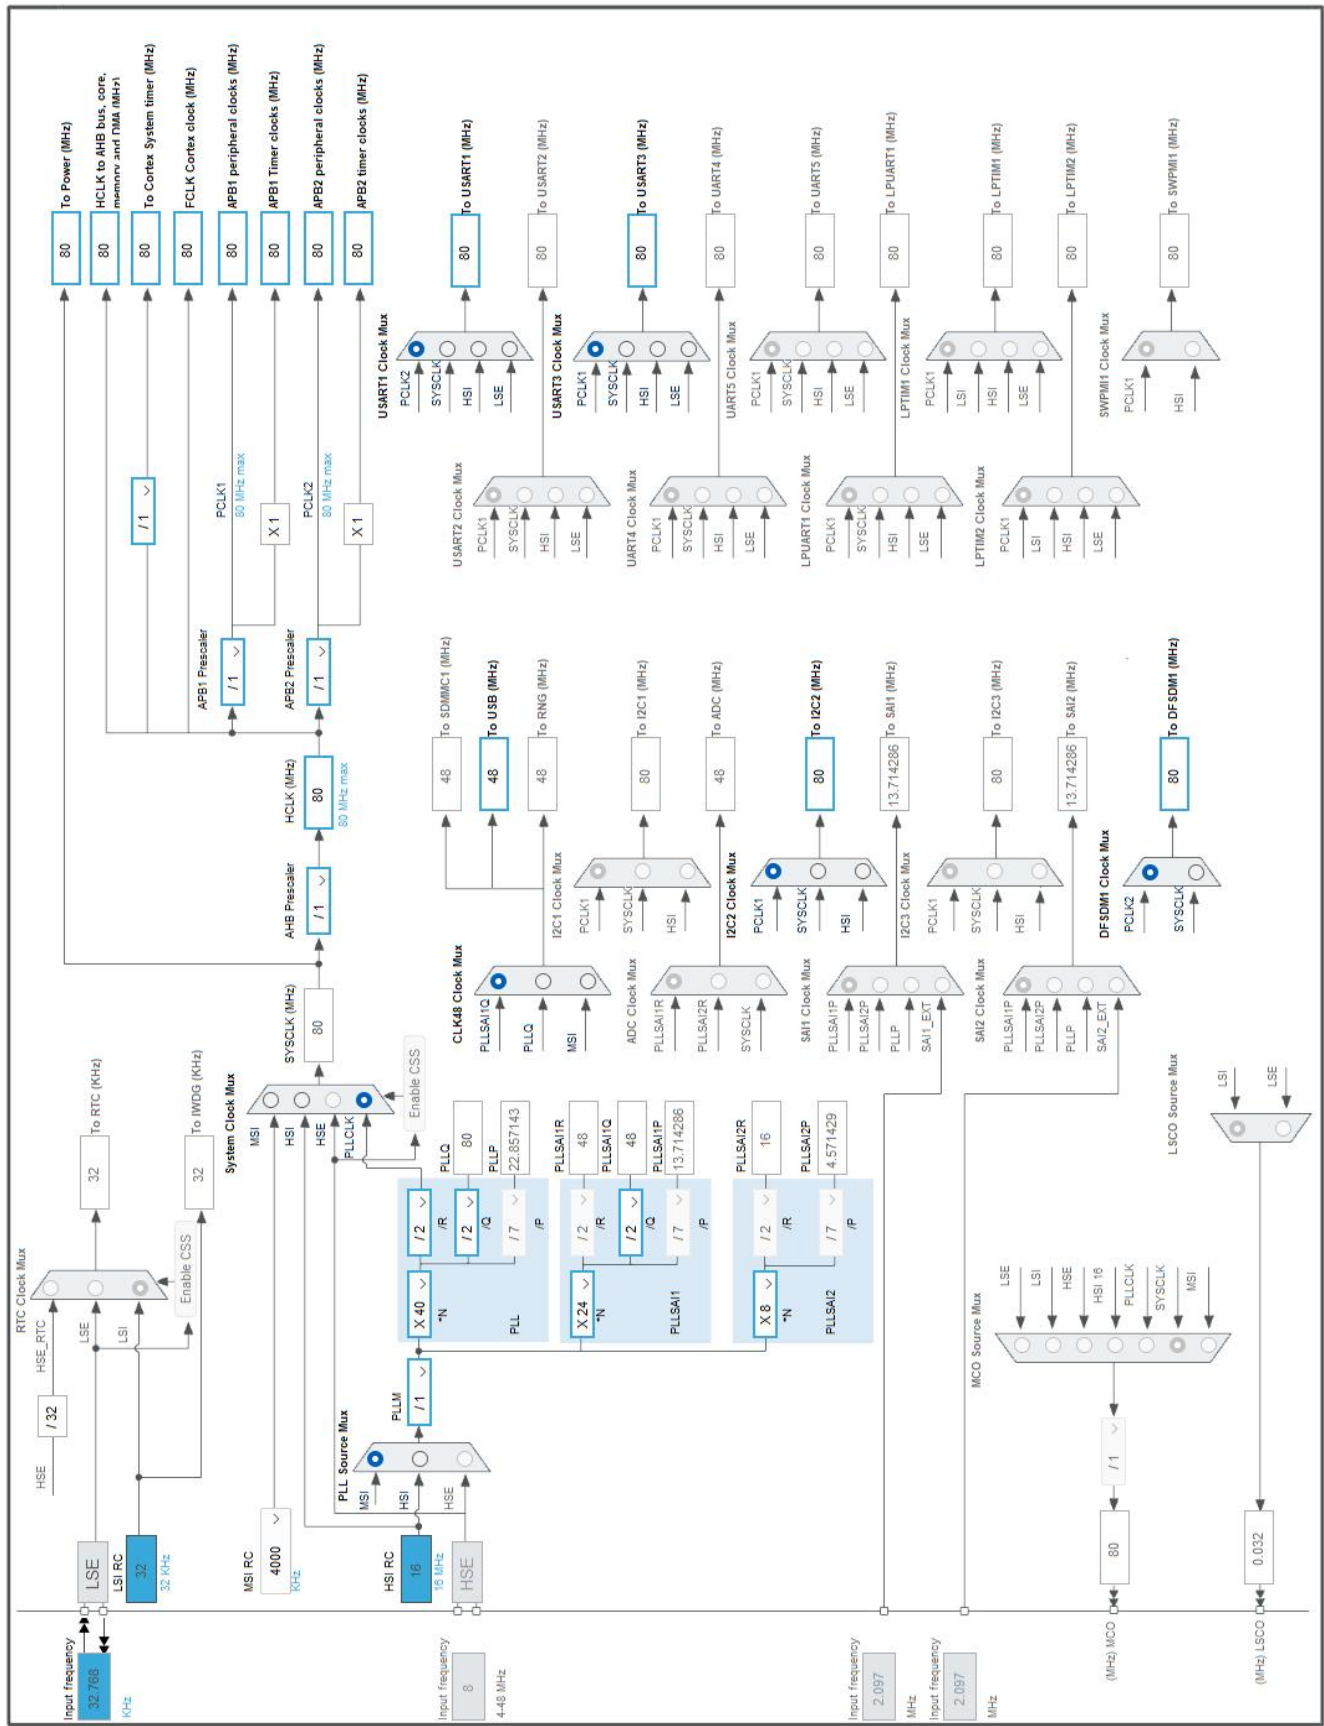 Input frequency
32.768
KHz
LSE
LSI RC
32
32 KHz
HSE
/ 32
HSE_RTC
LSE
LSI
RTC Clock Mux
Enable CSS
32
To RTC (KHz)
32
To IWDG (KHz)
MSI RC
4000
KHz
HSI RC
16
16 MHz
HSE
Input frequency
8
4-48 MHz
PLL Source Mux
MSI
HSI
HSE
PLLM
/ 1
X 40
*N
PLL
/ 2
/R
/ 2
/Q
/ 7
/P
PLLQ
80
PLLP
22.857143
X 24
*N
PLLSAI1
/ 2
/R
/ 2
/Q
/ 7
/P
PLLSAI1R
48
PLLSAI1Q
48
PLLSAI1P
13.714286
X 8
*N
PLLSAI2
/ 2
/R
/ 7
/P
PLLSAI2R
16
PLLSAI2P
4.571429
System Clock Mux
MSI
HSI
HSE
PLLCLK
Enable CSS
SYSCLK (MHz)
80
AHB Prescaler
/ 1
HCLK (MHz)
80
80 MHz max
APB1 Prescaler
/ 1
APB2 Prescaler
/ 1
/ 1
PCLK1
80 MHz max
X 1
PCLK2
80 MHz max
X 1
80
To Power (MHz)
80
HCLK to AHB bus, core,
memory and DMA (MHz)
80
To Cortex System timer (MHz)
80
FCLK Cortex clock (MHz)
80
APB1 peripheral clocks (MHz)
80
APB1 Timer clocks (MHz)
80
APB2 peripheral clocks (MHz)
80
APB2 timer clocks (MHz)
CLK48 Clock Mux
PLLSAI1Q
PLLQ
MSI
48
To SDMMC1 (MHz)
48
To USB (MHz)
48
To RNG (MHz)
I2C1 Clock Mux
PCLK1
SYSCLK
HSI
80
To I2C1 (MHz)
ADC Clock Mux
PLLSAI1R
PLLSAI2R
SYSCLK
48
To ADC (MHz)
I2C2 Clock Mux
PCLK1
SYSCLK
HSI
80
To I2C2 (MHz)
SAI1 Clock Mux
PLLSAI1P
PLLSAI2P
PLLP
SAI1_EXT
13.714286
To SAI1 (MHz)
I2C3 Clock Mux
PCLK1
SYSCLK
HSI
80
To I2C3 (MHz)
SAI2 Clock Mux
PLLSAI1P
PLLSAI2P
PLLP
SAI2_EXT
13.714286
To SAI2 (MHz)
DFSDM1 Clock Mux
PCLK2
SYSCLK
80
To DFSDM1 (MHz)
USART1 Clock Mux
PCLK2
SYSCLK
HSI
LSE
80
To USART1 (MHz)
USART2 Clock Mux
PCLK1
SYSCLK
HSI
LSE
80
To USART2 (MHz)
USART3 Clock Mux
PCLK1
SYSCLK
HSI
LSE
80
To USART3 (MHz)
UART4 Clock Mux
PCLK1
SYSCLK
HSI
LSE
80
To UART4 (MHz)
UART5 Clock Mux
PCLK1
SYSCLK
HSI
LSE
80
To UART5 (MHz)
LPUART1 Clock Mux
PCLK1
SYSCLK
HSI
LSE
80
To LPUART1 (MHz)
LPTIM1 Clock Mux
PCLK1
LSI
HSI
LSE
80
To LPTIM1 (MHz)
LPTIM2 Clock Mux
PCLK1
LSI
HSI
LSE
80
To LPTIM2 (MHz)
SWPMI1 Clock Mux
PCLK1
HSI
80
To SWPMI1 (MHz)
Input frequency
2.097
MHz
Input frequency
2.097
MHz
MCO Source Mux
LSE
LSI
HSE
HSI 16
PLLCLK
SYSCLK
MSI
/ 1
80
(MHz) MCO
LSCO Source Mux
LSI
LSE
0.032
(MHz) LSCO